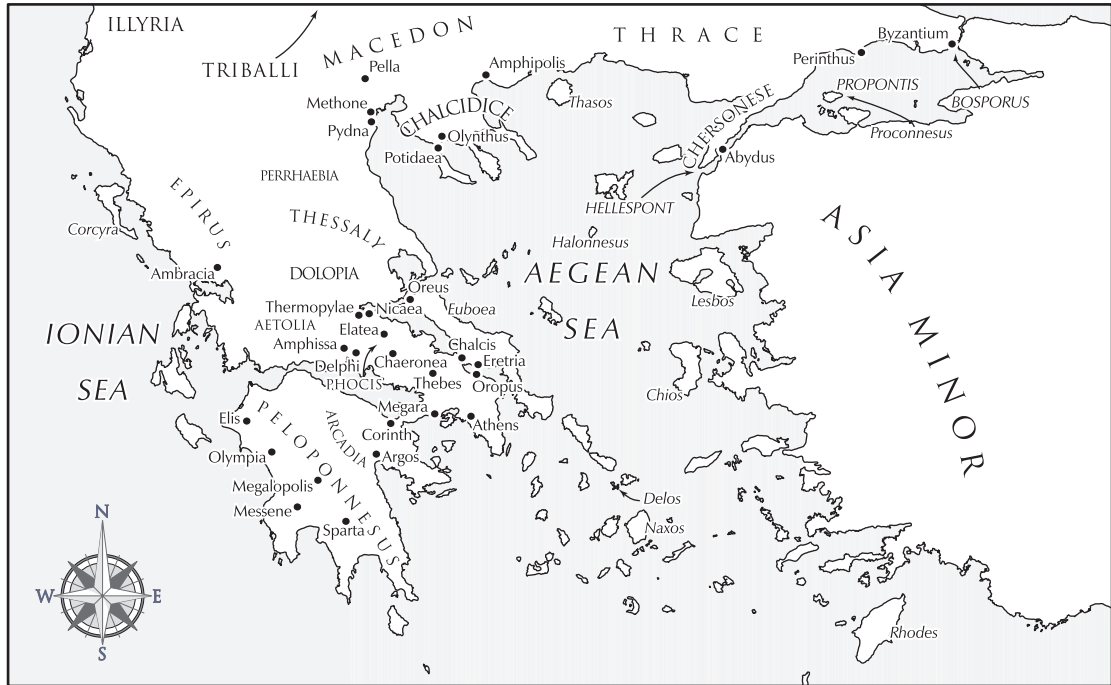 ILLYRIA
TRIBALLI
MACEDON
THRACE
Byzantium
Perinthus
PROPONTIS
BOSPORUS
Proconnesus
Pella
Amphipolis
Thasos
Methone
CHALCIDICE
Pydna
Olynthus
Potidaea
CHERSONESE
Abydus
PERRHAEBIA
HELLESPONT
EPIRUS
Corcyra
THESSALY
Halonnesus
ASIA MINOR
Ambracia
DOLOPIA
AEGEAN
SEA
Lesbos
Oreus
Euboea
Thermopylae
Nicaea
IONIAN
SEA
AETOLIA
Elatea
Amphissa
Delphi
Chaeronea
Chalcis
Eretria
PHOCIS
Thebes
Oropus
Chios
Megara
Athens
Elis
PELOPONNESUS
ARCADIA
Corinth
Olympia
Argos
Megalopolis
Messene
Sparta
Delos
Naxos
Rhodes
N
W
E
S